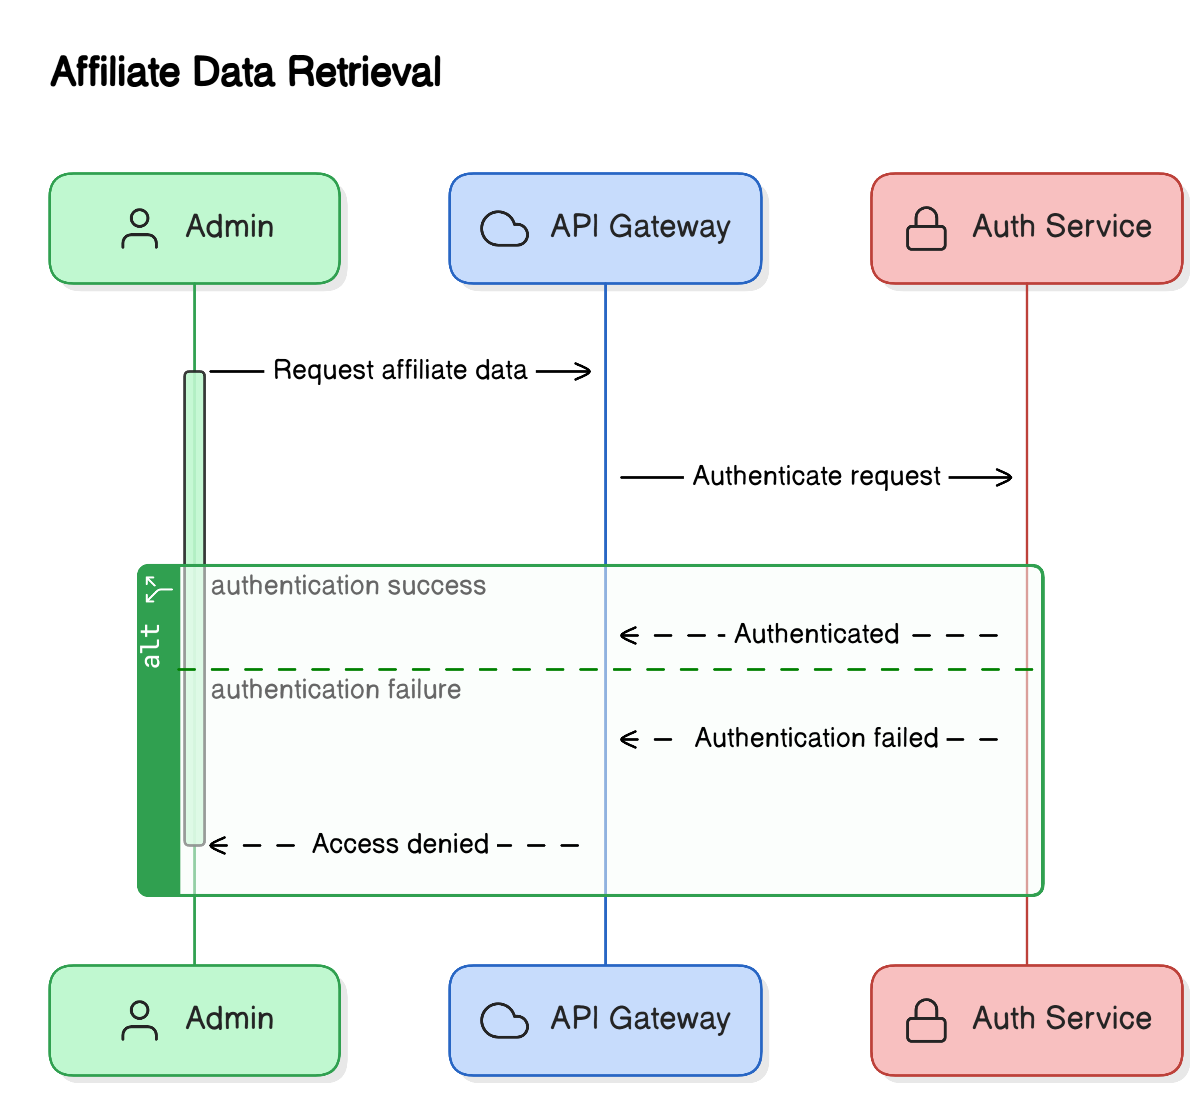 Affiliate Data Retrieval
Admin
API Gateway
Auth Service
Request affiliate data
Authenticate request
alt
authentication success
Authenticated
authentication failure
Authentication failed
Access denied
Admin
API Gateway
Auth Service